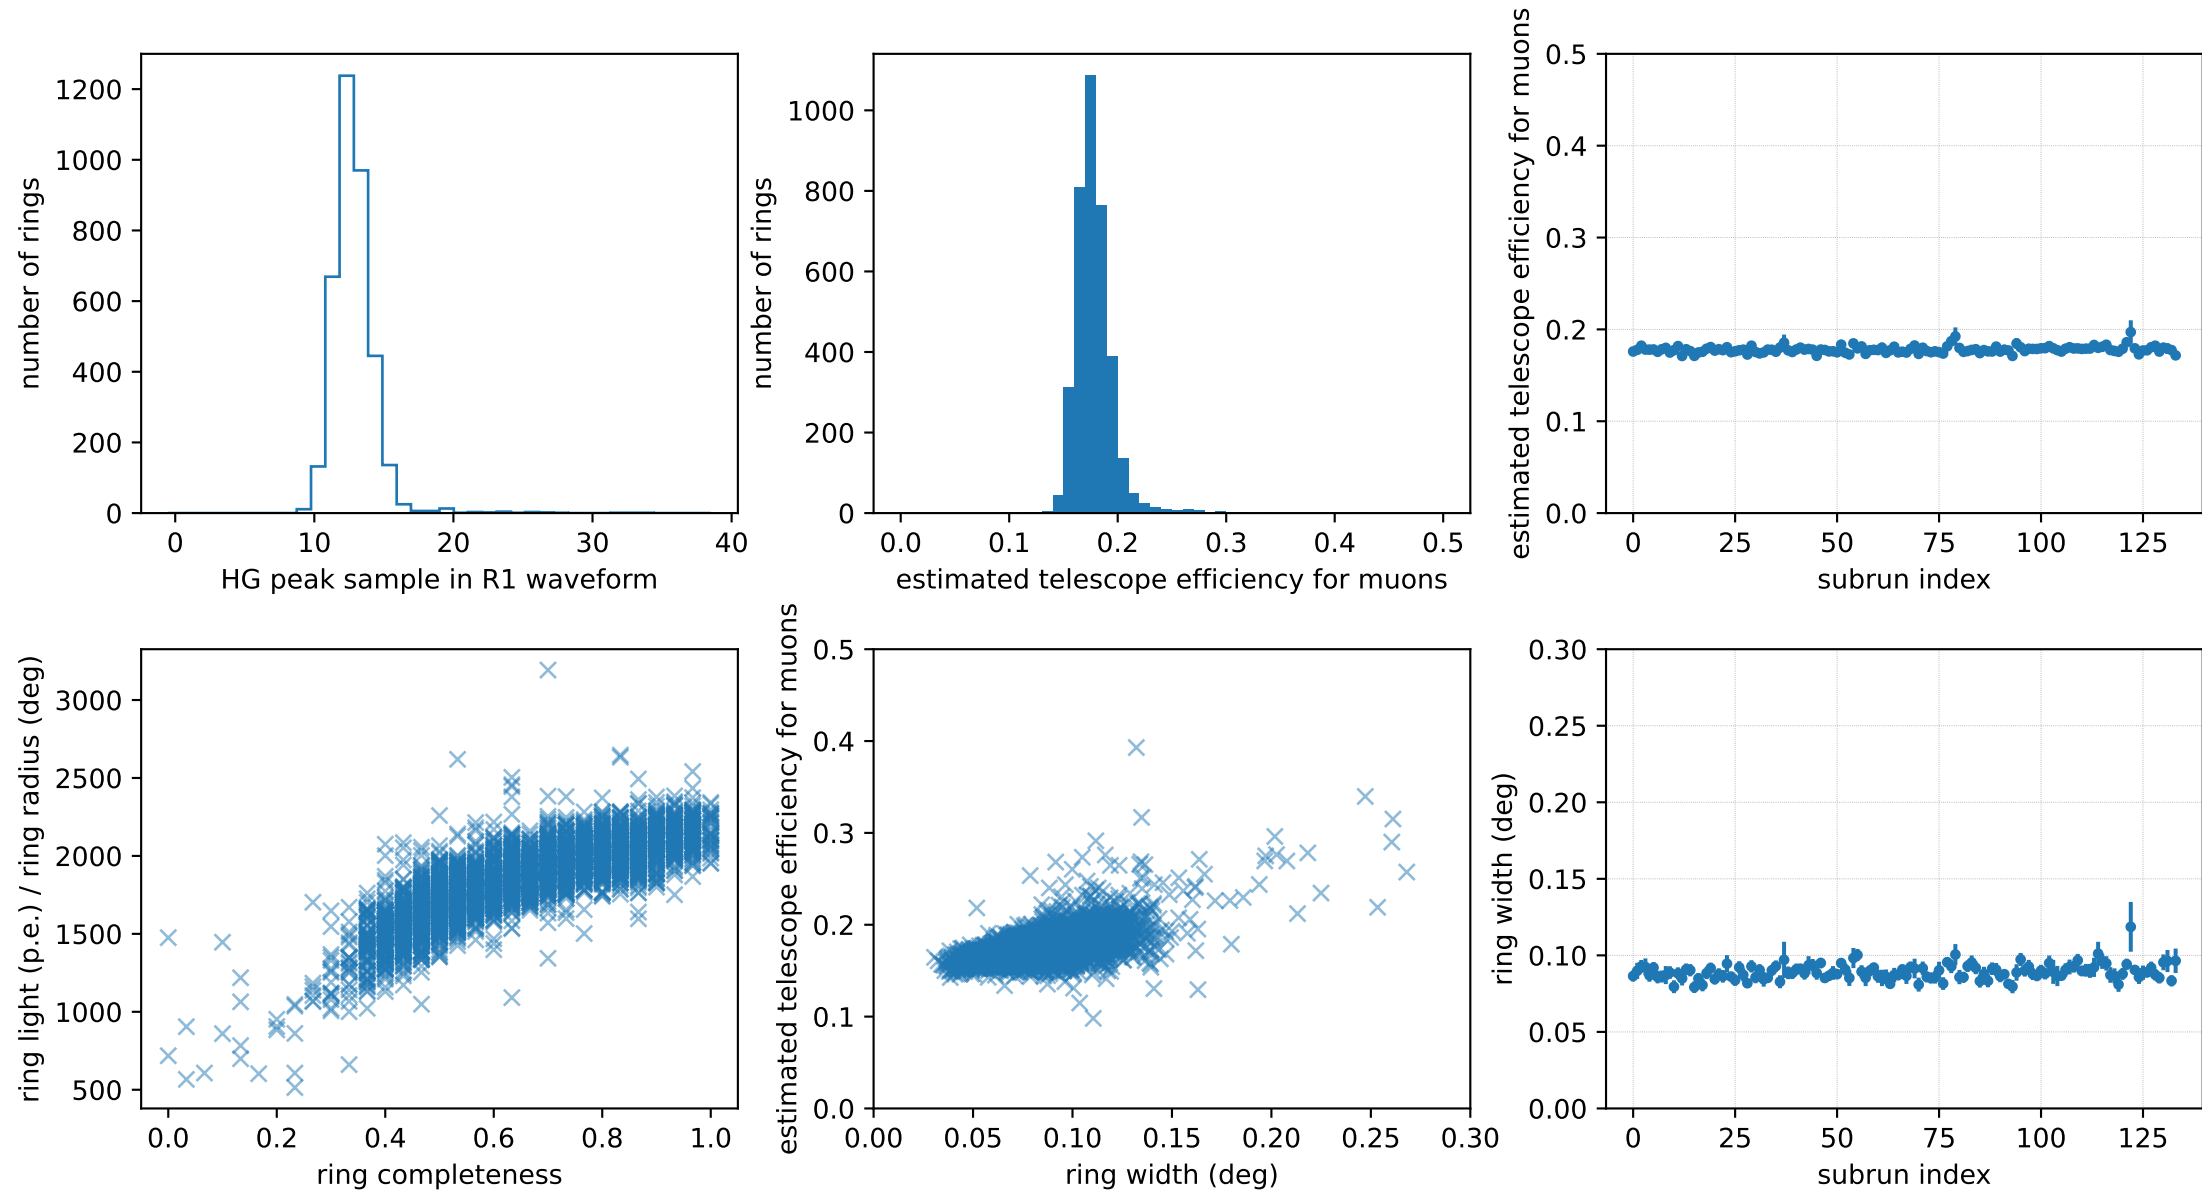 number of rings
1200
1000
800
600
400
200
0
0 10 20 30 40
HG peak sample in R1 waveform
number of rings
1000
800
600
400
200
0
0.0 0.1 0.2 0.3 0.4 0.5
estimated telescope efficiency for muons
estimated telescope efficiency for muons
0.5
0.4
0.3
0.2
0.1
0.0
0 25 50 75 100 125
subrun index
ring light (p.e.) / ring radius (deg)
3000
2500
2000
1500
1000
500
0.0 0.2 0.4 0.6 0.8 1.0
ring completeness
estimated telescope efficiency for muons
0.5
0.4
0.3
0.2
0.1
0.0
0.00 0.05 0.10 0.15 0.20 0.25 0.30
ring width (deg)
ring width (deg)
0.30
0.25
0.20
0.15
0.10
0.05
0.00
0 25 50 75 100 125
subrun index